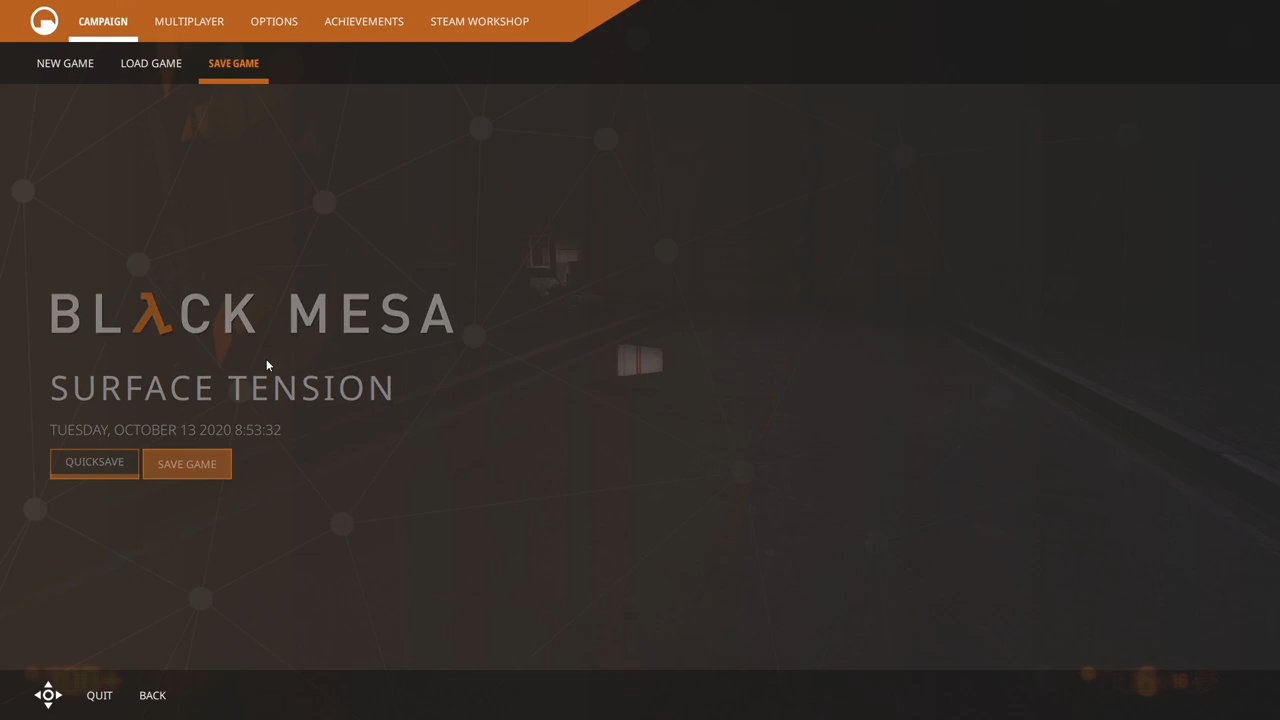 CAMPAIGN MULTIPLAYER OPTIONS ACHIEVEMENTS STEAM WORKSHOP
NEW GAME LOAD GAME SAVE GAME
BLλCK MESA
SURFACE TENSION
TUESDAY, OCTOBER 13 2020 8:53:32
QUICKSAVE SAVE GAME
QUIT BACK